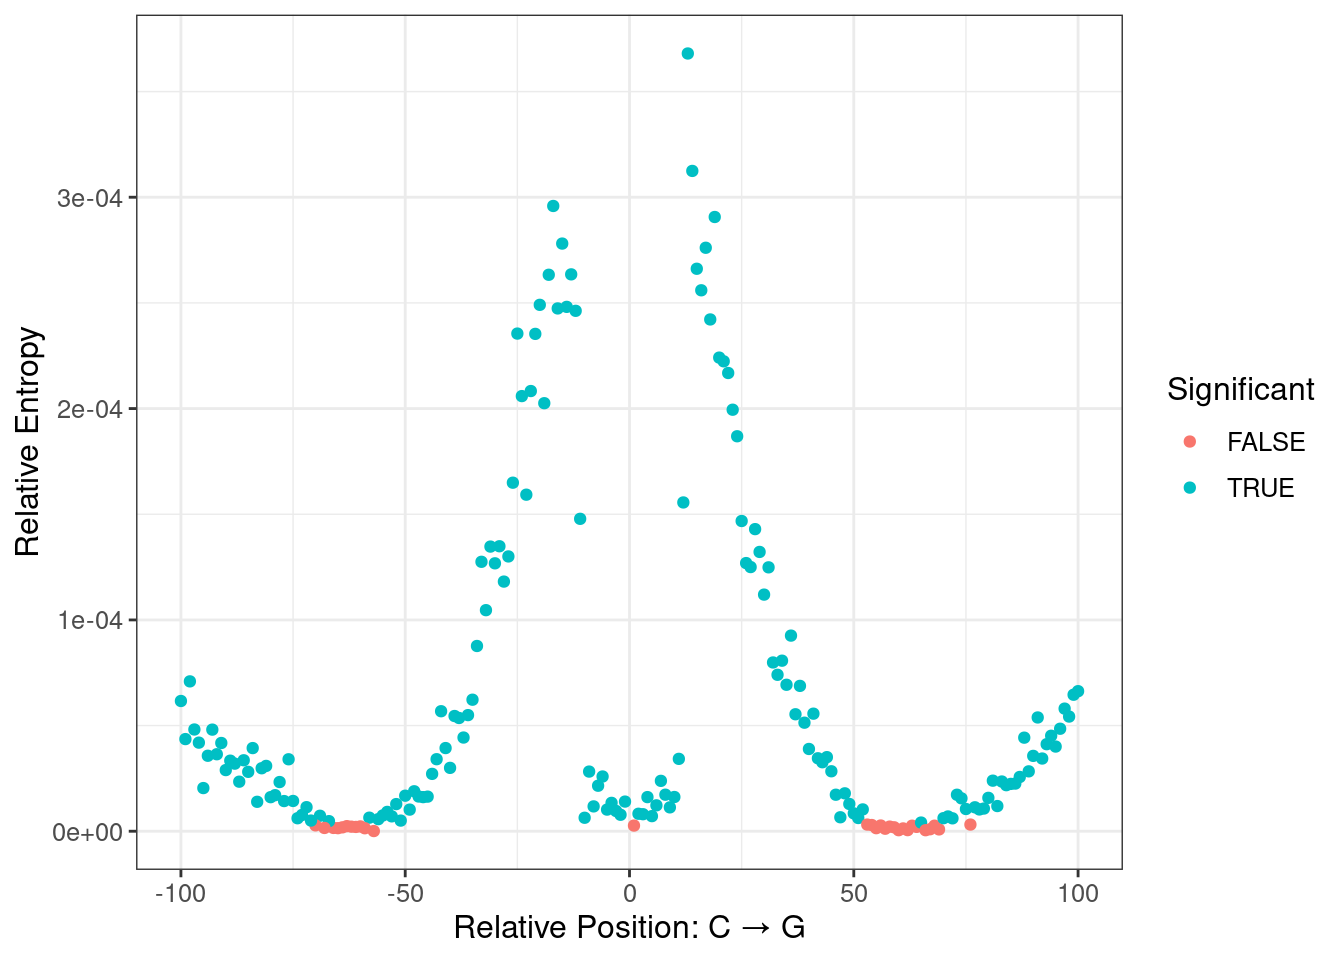 Relative Entropy
3e-04
2e-04
1e-04
0e+00
-100
-50
0
50
100
Relative Position: C → G
Significant
FALSE
TRUE